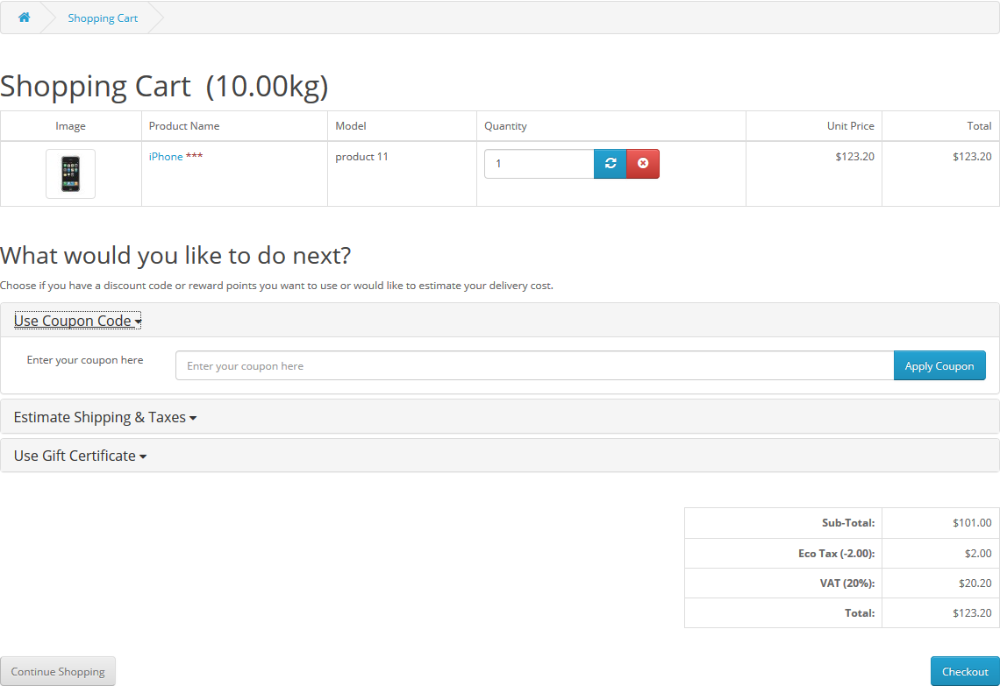 Shopping Cart
Shopping Cart (10.00kg)
Image Product Name Model Quantity Unit Price Total
iPhone *** product 11 1 $123.20 $123.20
What would you like to do next?
Choose if you have a discount code or reward points you want to use or would like to estimate your delivery cost.
Use Coupon Code
Enter your coupon here Enter your coupon here Apply Coupon
Estimate Shipping & Taxes
Use Gift Certificate
Sub-Total: $101.00
Eco Tax (-2.00): $2.00
VAT (20%): $20.20
Total: $123.20
Continue Shopping Checkout